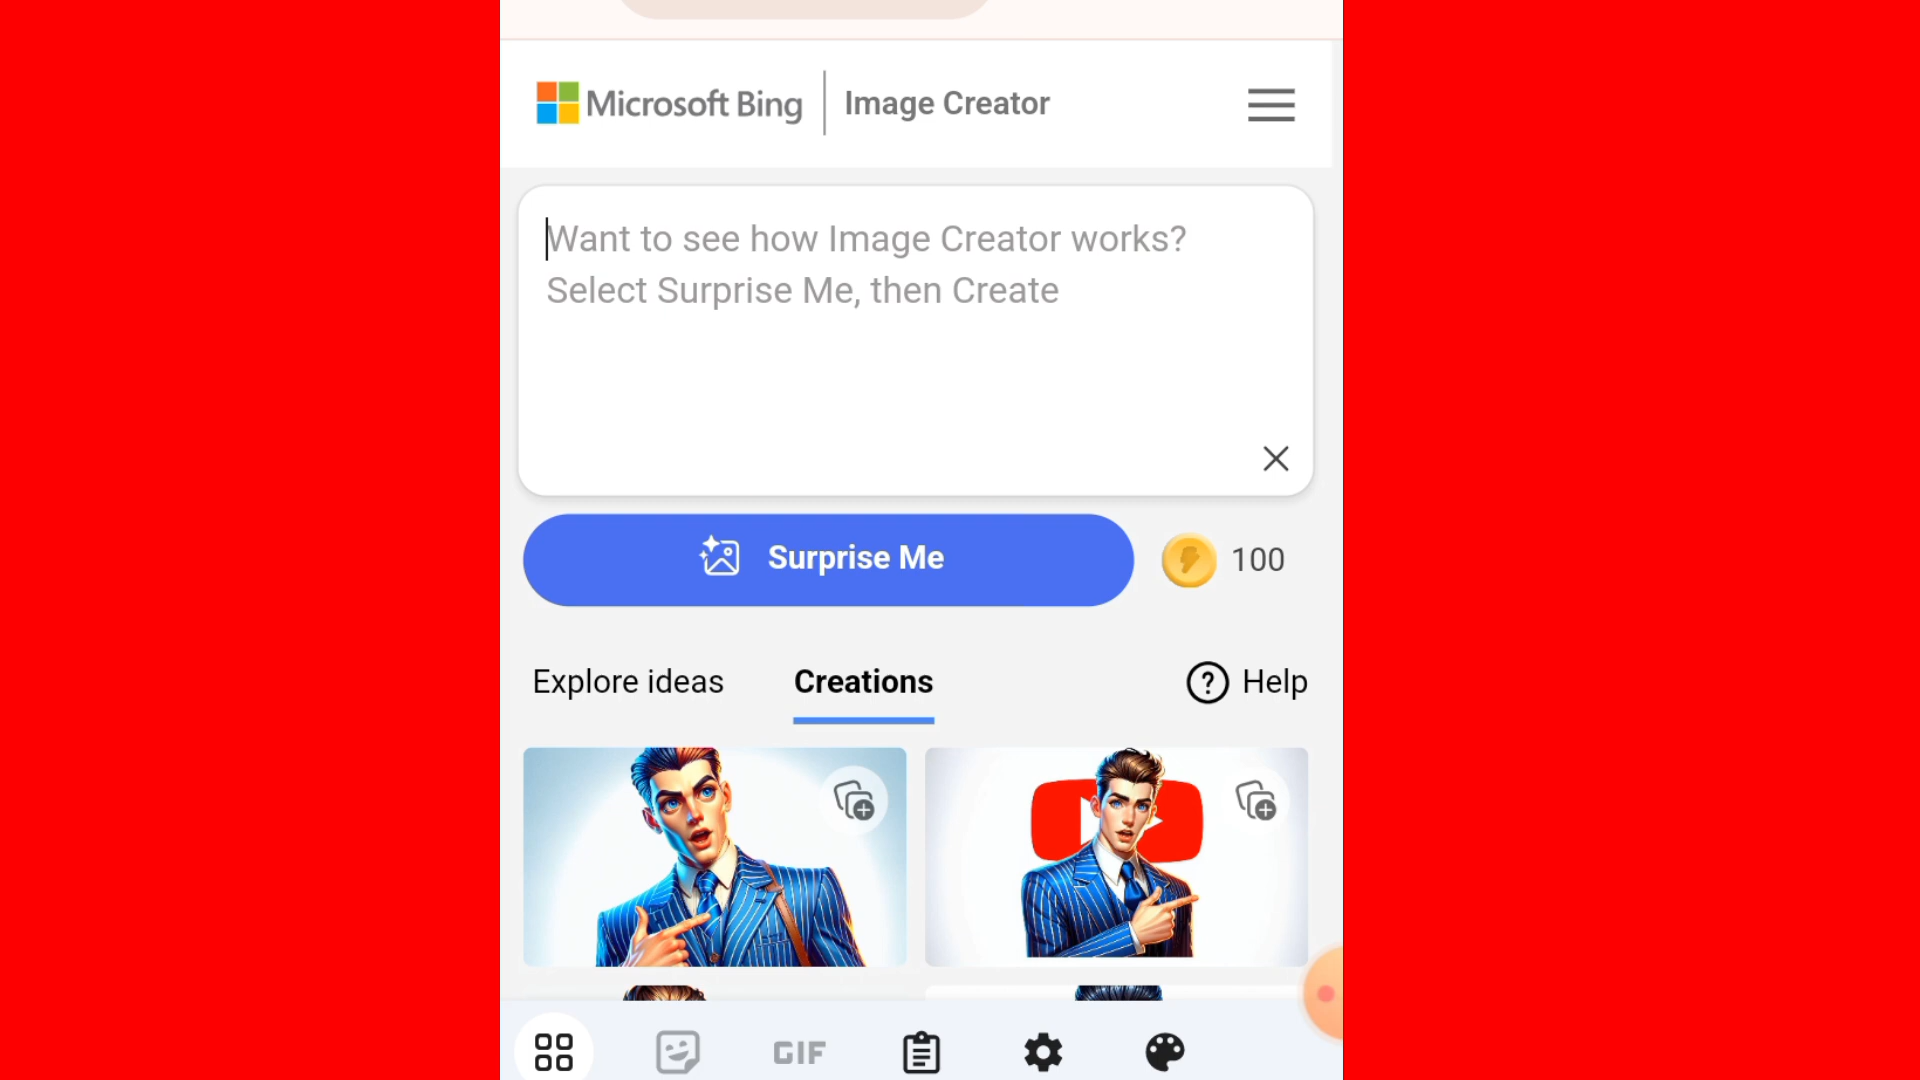 Microsoft Bing | Image Creator
Want to see how Image Creator works?
Select Surprise Me, then Create
Surprise Me
100
Explore ideas
Creations
Help
GIF